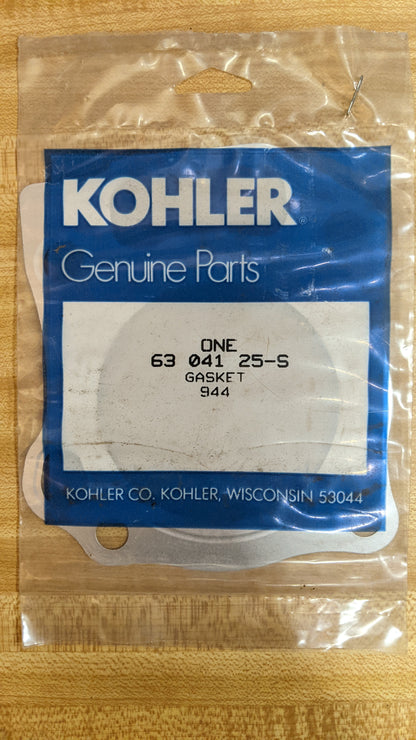 KOHLER®
Genuine Parts
ONE
63 041 25-S
GASKET
944
KOHLER CO. KOHLER, WISCONSIN 53044